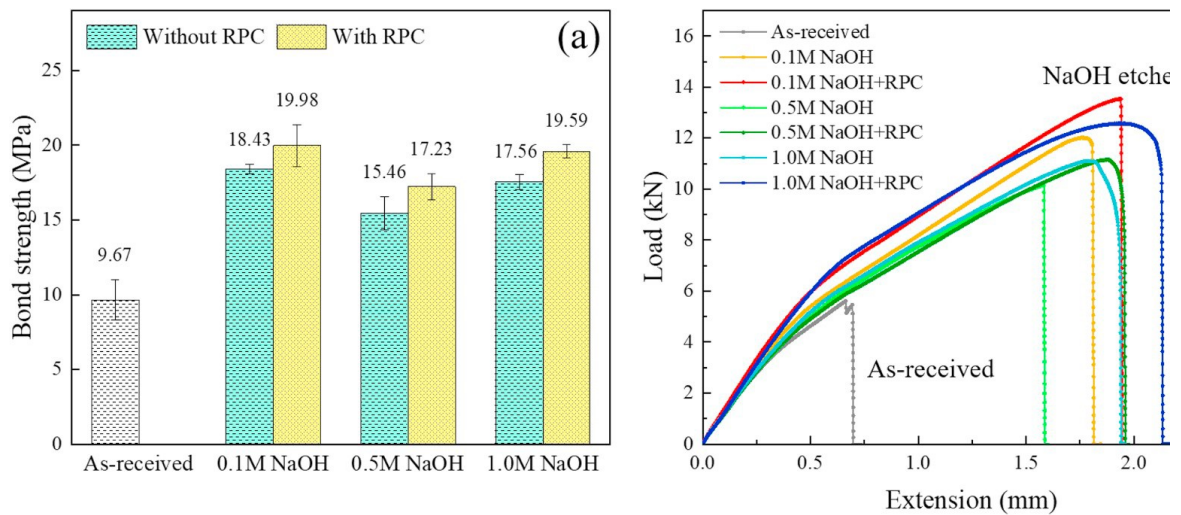 Without RPC
With RPC
(a)
25
20
15
10
5
0
Bond strength (MPa)
9.67
18.43
19.98
15.46
17.23
17.56
19.59
As-received
0.1M NaOH
0.5M NaOH
1.0M NaOH
16
14
12
10
8
6
4
2
0
Load (kN)
As-received
0.1M NaOH
0.1M NaOH+RPC
0.5M NaOH
0.5M NaOH+RPC
1.0M NaOH
1.0M NaOH+RPC
NaOH etche
As-received
0.0
0.5
1.0
1.5
2.0
Extension (mm)